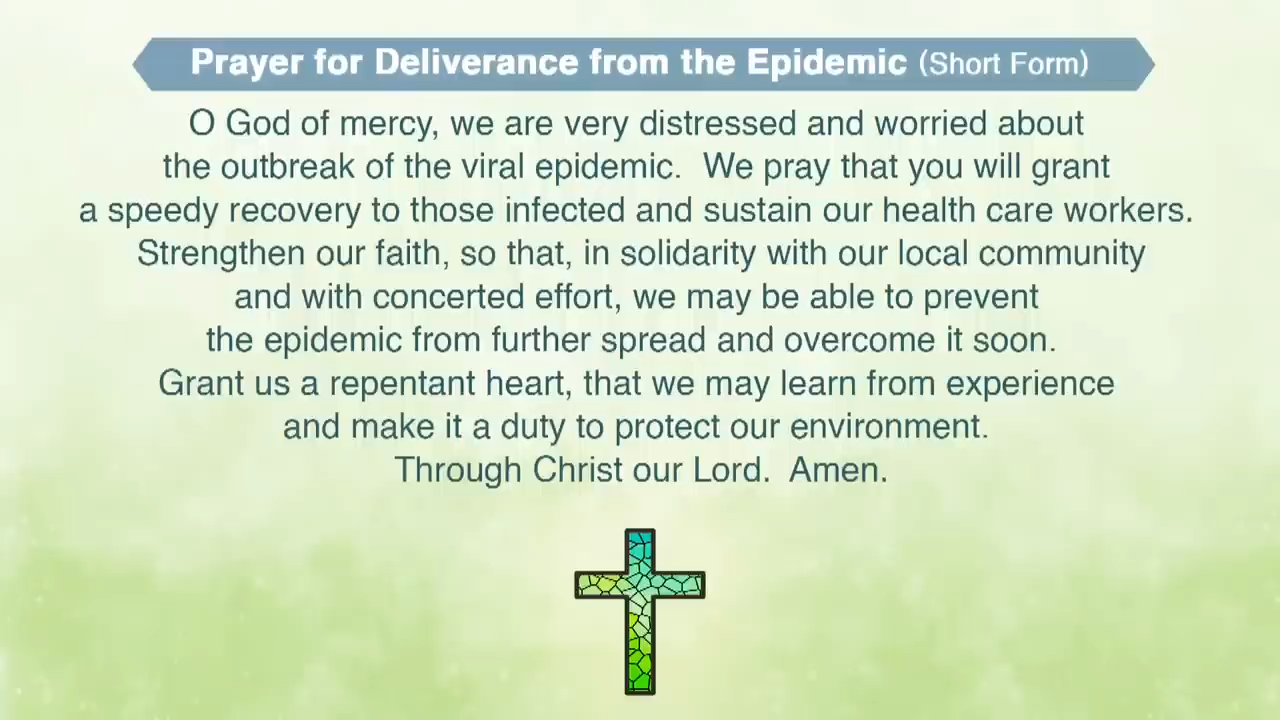 Prayer for Deliverance from the Epidemic (Short Form)
O God of mercy, we are very distressed and worried about
the outbreak of the viral epidemic.  We pray that you will grant
a speedy recovery to those infected and sustain our health care workers.
Strengthen our faith, so that, in solidarity with our local community
and with concerted effort, we may be able to prevent
the epidemic from further spread and overcome it soon.
Grant us a repentant heart, that we may learn from experience
and make it a duty to protect our environment.
Through Christ our Lord.  Amen.